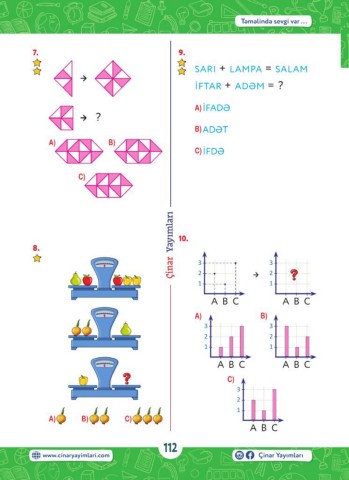 Təməlində sevgi var ...
7.
→
→ ?
A)
B)
C)
8.
?
A)
B)
C)
9.
SARI + LAMPA = SALAM
İFTAR + ADƏM = ?
A) İFADƏ
B) ADƏT
C) İFDƏ
Çinar Yayımları
10.
3
2
1
A B C
→
3
2
1
?
A B C
A)
3
2
1
A B C
B)
3
2
1
A B C
C)
3
2
1
A B C
www.cinaryayimlari.com
112
Çinar Yayımları